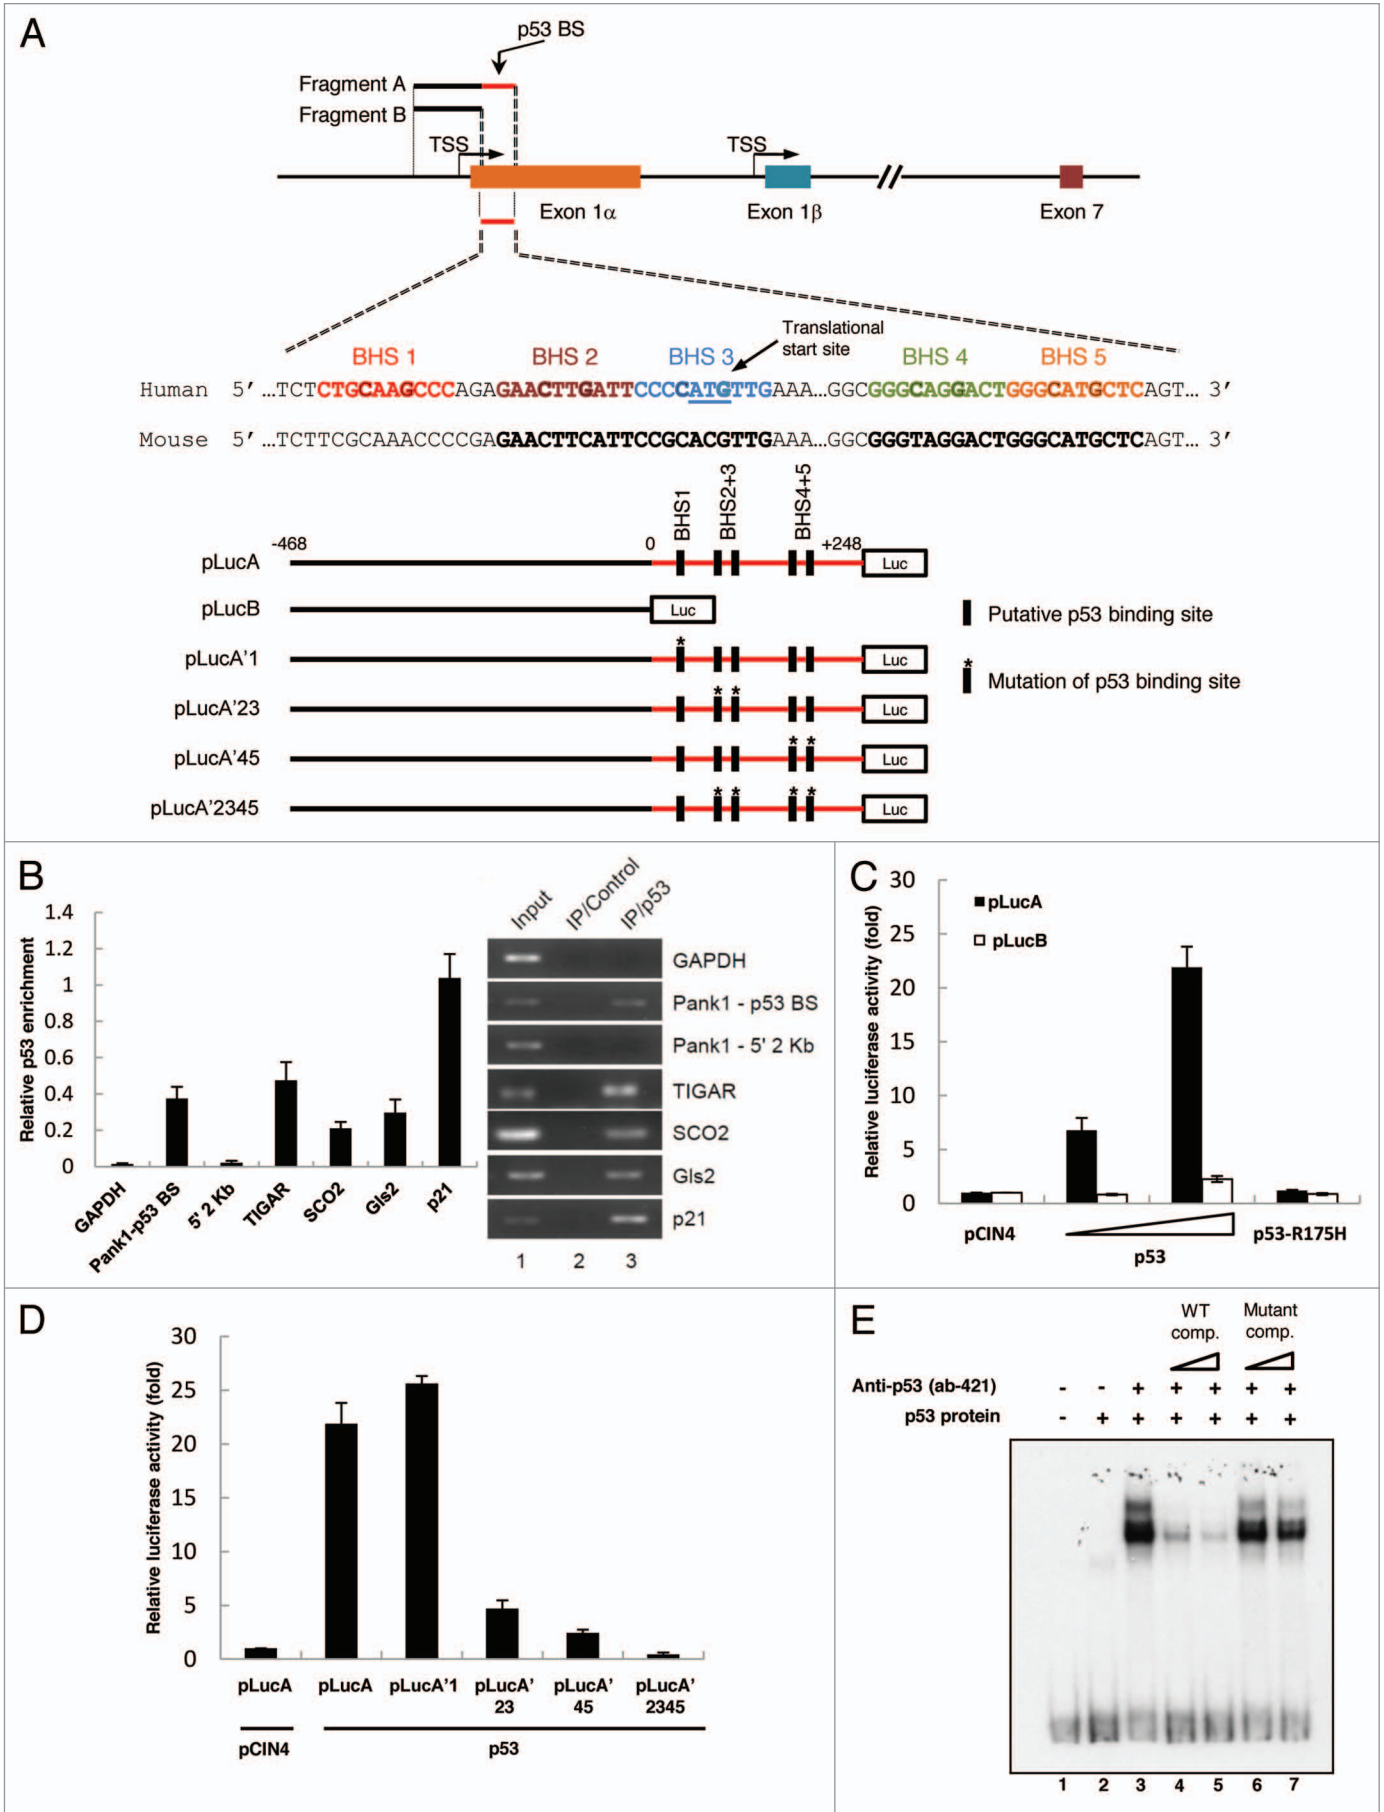 A
p53 BS
Fragment A
Fragment B
TSS
TSS
Exon 1α
Exon 1β
Exon 7
Translational
start site
BHS 1
BHS 2
BHS 3
BHS 4
BHS 5
Human 5′ …TCTCTGCAAGCCCAGAGAACTTGATTCCCCATGTTGAAA…GGCGGGCAGGACTGGGCATGCTCAGT… 3′
Mouse 5′ …TCTTCGCAAACCCCGAGAACTTCATTCCGCACGTTGAAA…GGCGGGTAGGACTGGGCATGCTCAGT… 3′
BHS1
BHS2+3
BHS4+5
-468
0
+248
pLucA
Luc
pLucB
Luc
Putative p53 binding site
*
pLucA'1
Luc
*
Mutation of p53 binding site
* *
pLucA'23
Luc
* *
pLucA'45
Luc
* * * *
pLucA'2345
Luc
B
Relative p53 enrichment
1.4
1.2
1
0.8
0.6
0.4
0.2
0
GAPDH
Pank1-p53 BS
5' 2 Kb
TIGAR
SCO2
Gls2
p21
Input
IP/Control
IP/p53
GAPDH
Pank1 - p53 BS
Pank1 - 5' 2 Kb
TIGAR
SCO2
Gls2
p21
1 2 3
C
Relative luciferase activity (fold)
30
25
20
15
10
5
0
pLucA
pLucB
pCIN4
p53
p53-R175H
D
Relative luciferase activity (fold)
30
25
20
15
10
5
0
pLucA
pLucA
pLucA'1
pLucA'
23
pLucA'
45
pLucA'
2345
pCIN4
p53
E
WT
comp.
Mutant
comp.
Anti-p53 (ab-421) - - + + + + +
p53 protein - + + + + + +
1 2 3 4 5 6 7